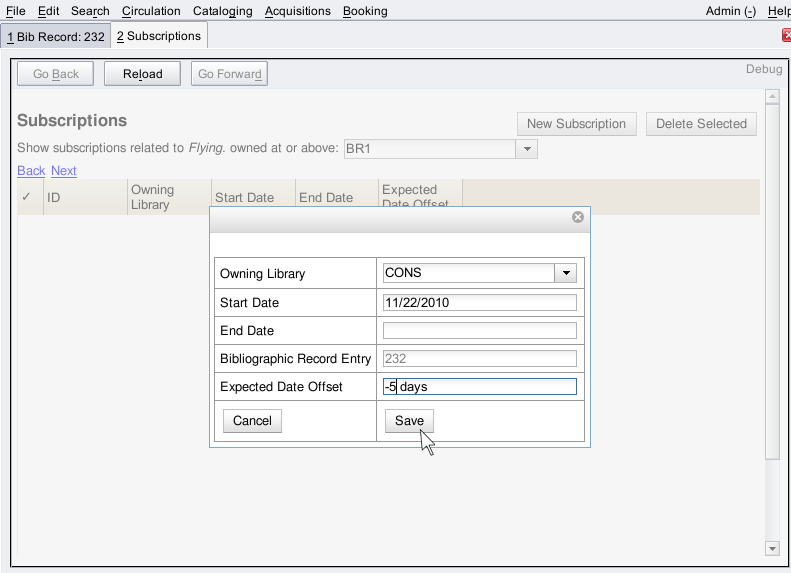 File Edit Search Circulation Cataloging Acquisitions Booking Admin (-) Help
1 Bib Record: 232 2 Subscriptions
Go Back Reload Go Forward Debug
Subscriptions New Subscription Delete Selected
Show subscriptions related to Flying. owned at or above: BR1
Back Next
✓ ID Owning Library Start Date End Date Expected Date Offset
Owning Library CONS
Start Date 11/22/2010
End Date
Bibliographic Record Entry 232
Expected Date Offset -5 days
Cancel Save